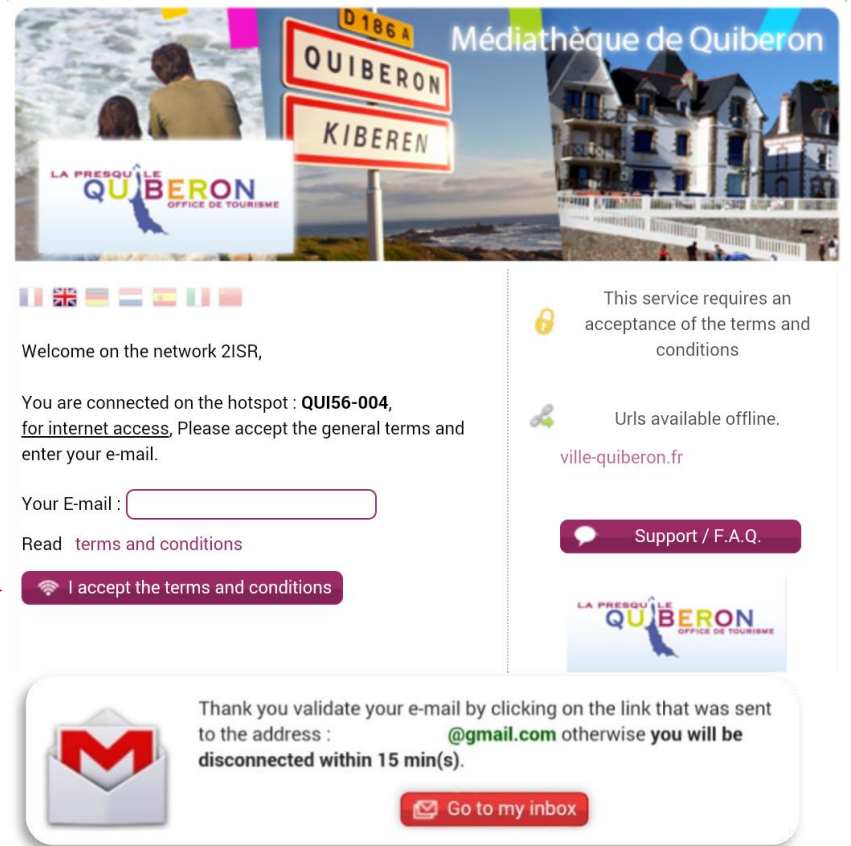 D 186 A
Médiathèque de Quiberon
QUIBERON
KIBEREN
LA PRESQU'ÎLE
QUIBERON
OFFICE DE TOURISME
Welcome on the network 2ISR,
You are connected on the hotspot : QUI56-004,
for internet access, Please accept the general terms and
enter your e-mail.
Your E-mail :
Read terms and conditions
I accept the terms and conditions
This service requires an
acceptance of the terms and
conditions
Urls available offline.
ville-quiberon.fr
Support / F.A.Q.
LA PRESQU'ÎLE
QUIBERON
OFFICE DE TOURISME
Thank you validate your e-mail by clicking on the link that was sent
to the address : @gmail.com otherwise you will be
disconnected within 15 min(s).
Go to my inbox